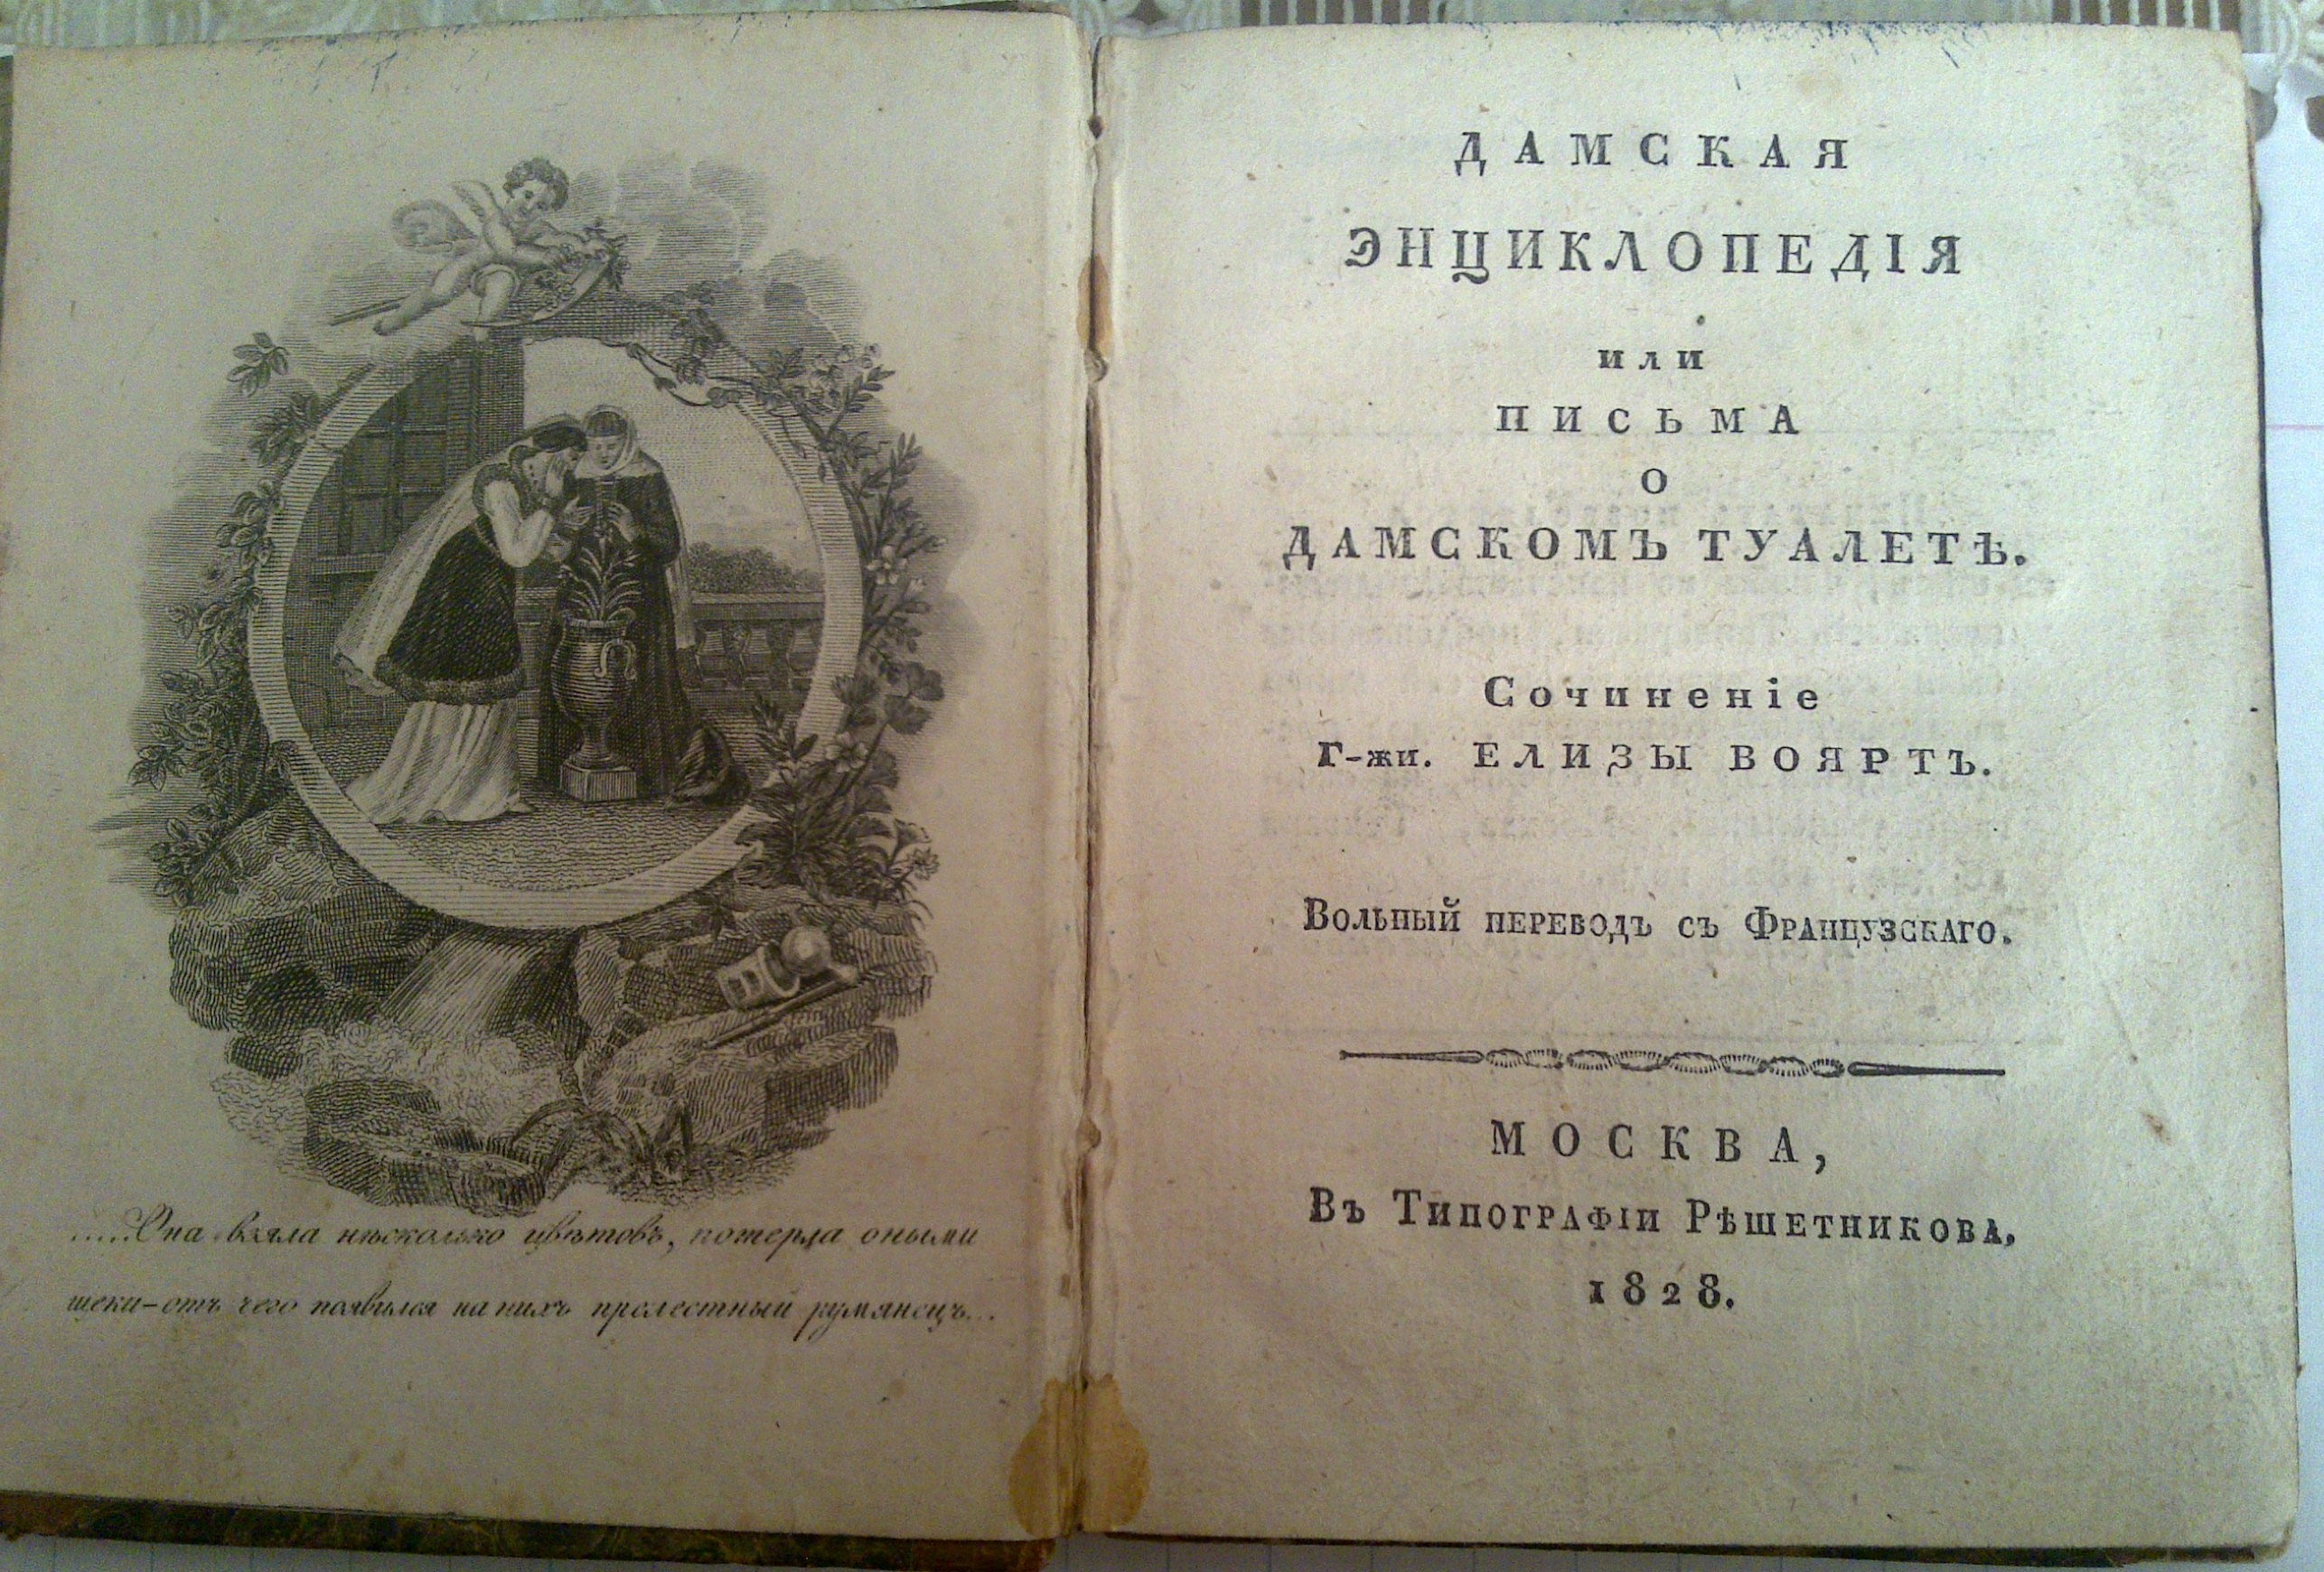 .....Она взяла нѣсколько цвѣтовъ, потерла оными
щеки–отъ чего появился на нихъ прелестный румянецъ...
ДАМСКАЯ
ЭНЦИКЛОПЕДІЯ
или
ПИСЬМА
О
ДАМСКОМЪ ТУАЛЕТѢ.
Сочиненіе
Г-жи. ЕЛИЗЫ ВОЯРТЪ.
Вольный переводъ съ Французскаго.
МОСКВА,
Въ Типографіи Рѣшетникова.
1828.